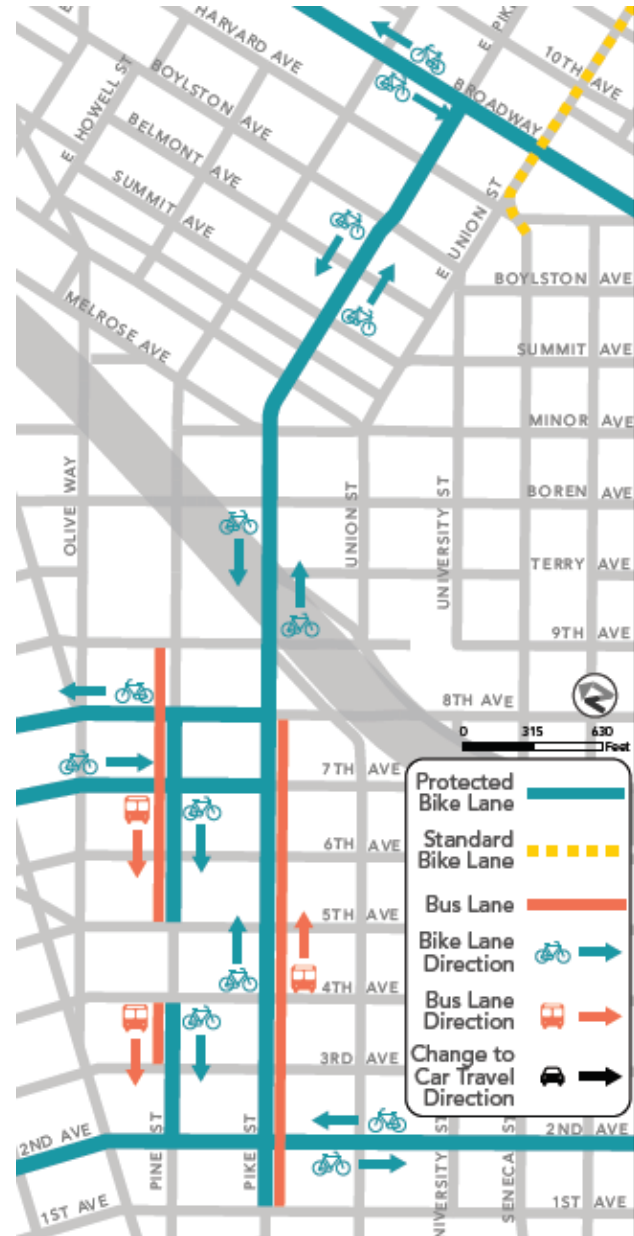 HARVARD AVE
E PIKE
10TH AVE
BROADWAY
E HOWELL ST
BOYLSTON AVE
BELMONT AVE
SUMMIT AVE
E UNION ST
BOYLSTON AVE
MELROSE AVE
SUMMIT AVE
MINOR AVE
OLIVE WAY
BOREN AVE
UNION ST
UNIVERSITY ST
TERRY AVE
9TH AVE
8TH AVE
0 315 630
Feet
7TH AVE
6TH AVE
5TH AVE
4TH AVE
3RD AVE
Protected
Bike Lane
Standard
Bike Lane
Bus Lane
Bike Lane
Direction
Bus Lane
Direction
Change to
Car Travel
Direction
2ND AVE
PINE ST
PIKE ST
IVERSITY ST
SENECA ST
2ND AVE
1ST AVE
1ST AVE